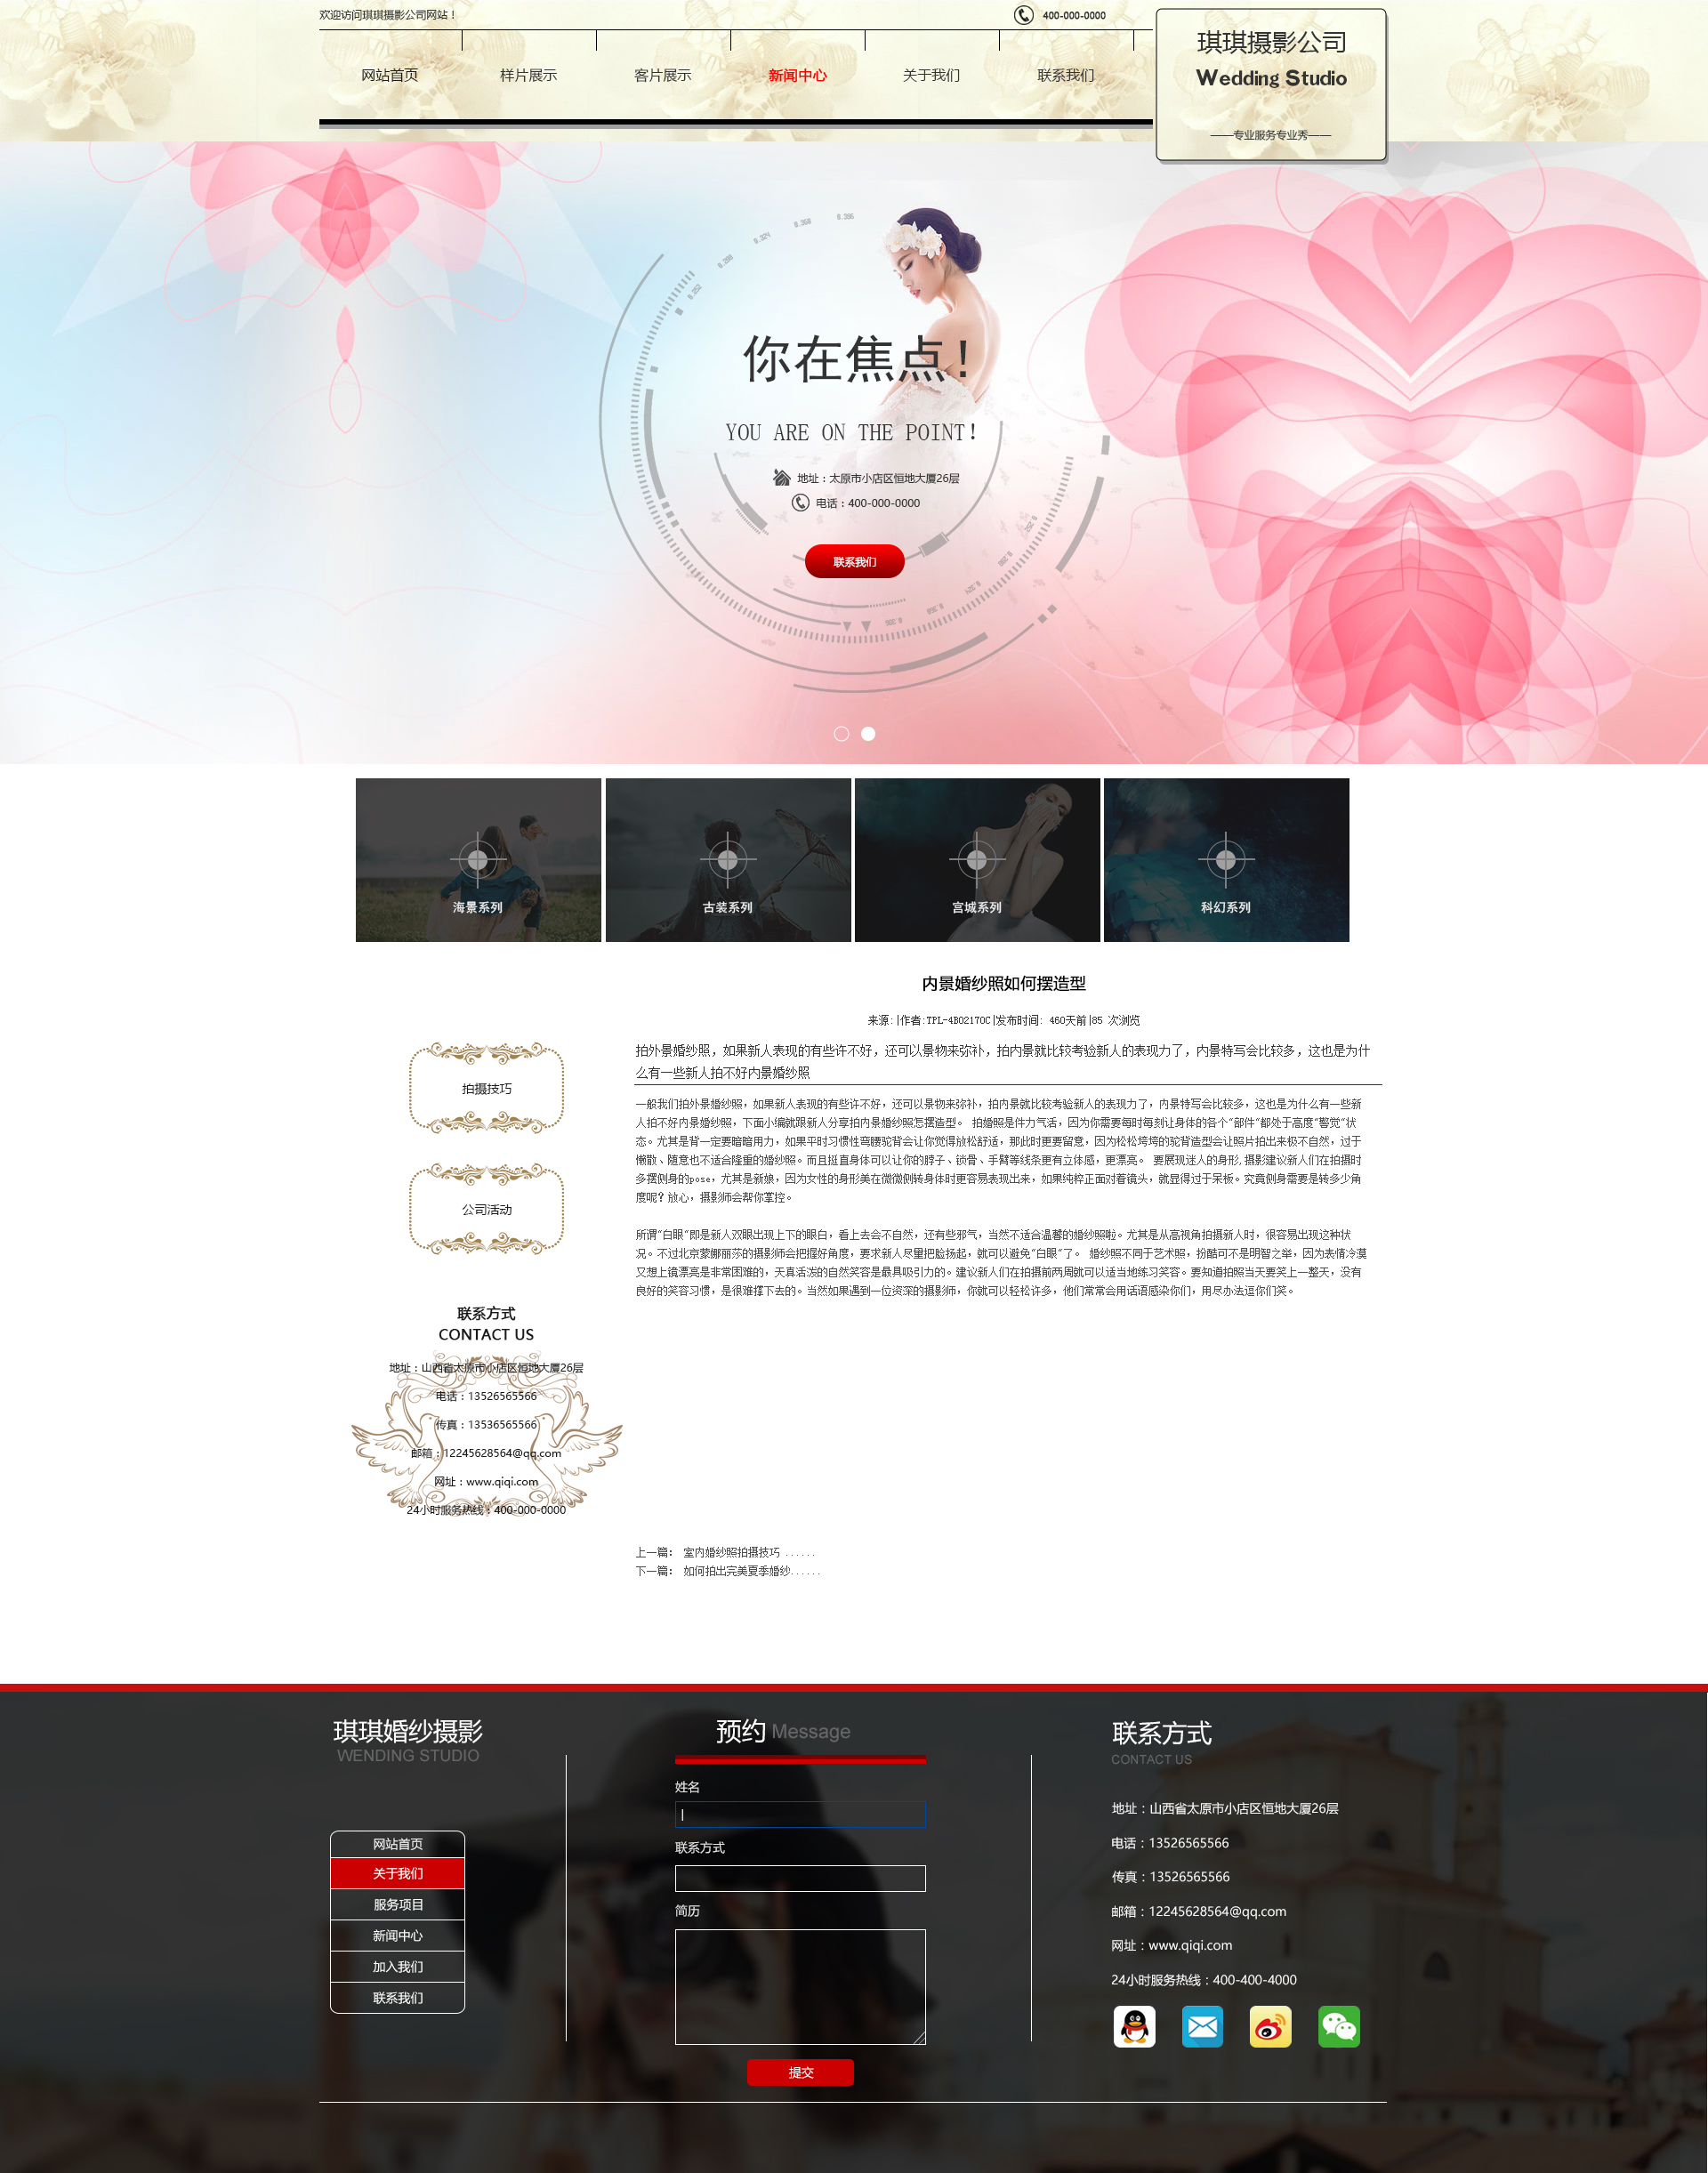 欢迎访问琪琪摄影公司网站！
400-000-0000
网站首页
样片展示
客片展示
新闻中心
关于我们
联系我们
琪琪摄影公司
Wedding Studio
——专业服务专业秀——
你在焦点!
YOU ARE ON THE POINT!
地址：太原市小店区恒地大厦26层
电话：400-000-0000
联系我们
海景系列
古装系列
宫城系列
科幻系列
内景婚纱照如何摆造型
来源:|作者:TPL-4B02170C|发布时间: 460天前|85 次浏览
拍外景婚纱照，如果新人表现的有些许不好，还可以景物来弥补，拍内景就比较考验新人的表现力了，内景特写会比较多，这也是为什
么有一些新人拍不好内景婚纱照
一般我们拍外景婚纱照，如果新人表现的有些许不好，还可以景物来弥补，拍内景就比较考验新人的表现力了，内景特写会比较多，这也是为什么有一些新
人拍不好内景婚纱照，下面小编就跟新人分享拍内景婚纱照怎摆造型。 拍婚照是件力气活，因为你需要每时每刻让身体的各个“部件”都处于高度“警觉”状
态。尤其是背一定要暗暗用力，如果平时习惯性弯腰驼背会让你觉得放松舒适，那此时更要留意，因为松松垮垮的驼背造型会让照片拍出来极不自然，过于
懒散、随意也不适合隆重的婚纱照。而且挺直身体可以让你的脖子、锁骨、手臂等线条更有立体感，更漂亮。 要展现迷人的身形,摄影建议新人们在拍摄时
多摆侧身的pose，尤其是新娘，因为女性的身形美在微微侧转身体时更容易表现出来，如果纯粹正面对着镜头，就显得过于呆板。究竟侧身需要是转多少角
度呢？放心，摄影师会帮你掌控。
所谓“白眼”即是新人双眼出现上下的眼白，看上去会不自然，还有些邪气，当然不适合温馨的婚纱照啦。尤其是从高视角拍摄新人时，很容易出现这种状
况。不过北京蒙娜丽莎的摄影师会把握好角度，要求新人尽量把脸扬起，就可以避免“白眼”了。 婚纱照不同于艺术照，扮酷可不是明智之举，因为表情冷漠
又想上镜漂亮是非常困难的，天真活泼的自然笑容是最具吸引力的。建议新人们在拍摄前两周就可以适当地练习笑容。要知道拍照当天要笑上一整天，没有
良好的笑容习惯，是很难撑下去的。当然如果遇到一位资深的摄影师，你就可以轻松许多，他们常常会用话语感染你们，用尽办法逗你们笑。
拍摄技巧
公司活动
联系方式
CONTACT US
地址：山西省太原市小店区恒地大厦26层
电话：13526565566
传真：13536565566
邮箱：12245628564@qq.com
网址：www.qiqi.com
24小时服务热线：400-000-0000
上一篇: 室内婚纱照拍摄技巧 ......
下一篇: 如何拍出完美夏季婚纱......
琪琪婚纱摄影
WENDING STUDIO
网站首页
关于我们
服务项目
新闻中心
加入我们
联系我们
预约 Message
姓名
联系方式
简历
提交
联系方式
CONTACT US
地址：山西省太原市小店区恒地大厦26层
电话：13526565566
传真：13526565566
邮箱：12245628564@qq.com
网址：www.qiqi.com
24小时服务热线：400-400-4000